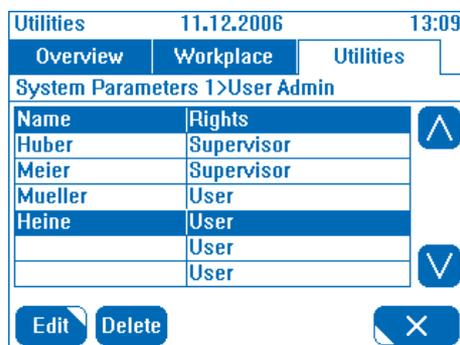 Utilities 11.12.2006 13:09
Overview Workplace Utilities
System Parameters 1>User Admin
Name Rights
Huber Supervisor
Meier Supervisor
Mueller User
Heine User
User
User
Edit Delete